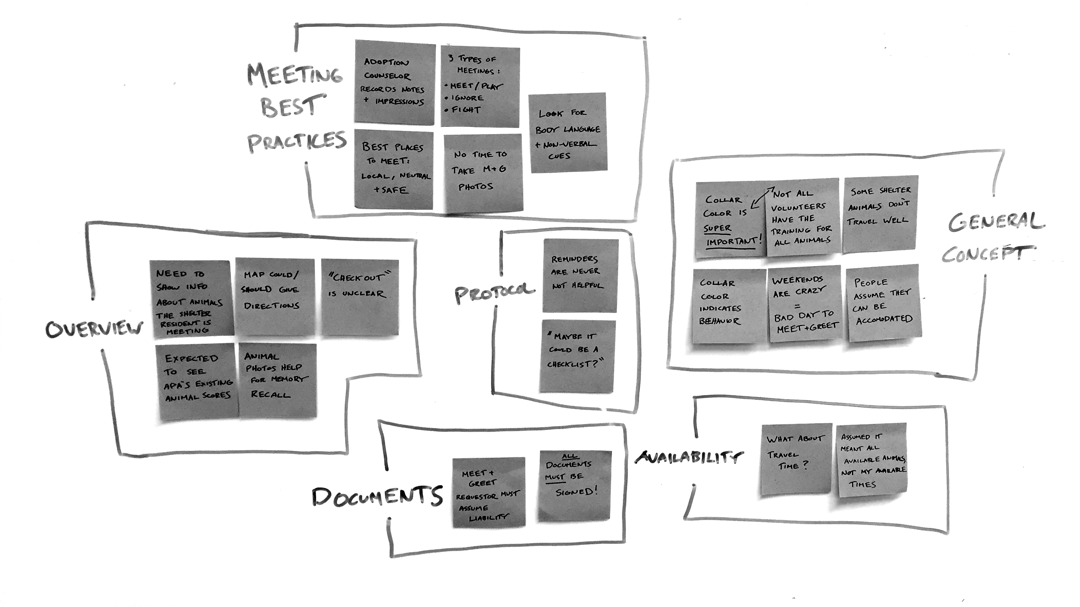 MEETING
BEST
PRACTICES
ADOPTION
COUNSELOR
RECORDS NOTES
+ IMPRESSIONS
3 TYPES OF
MEETINGS:
• MEET/PLAY
• IGNORE
• FIGHT
LOOK FOR
BODY LANGUAGE
+ NON-VERBAL
CUES
BEST PLACES
TO MEET:
LOCAL, NEUTRAL
+ SAFE
NO TIME TO
TAKE M+G
PHOTOS
GENERAL
CONCEPT
COLLAR
COLOR IS
SUPER
IMPORTANT!
NOT ALL
VOLUNTEERS
HAVE THE
TRAINING FOR
ALL ANIMALS
SOME SHELTER
ANIMALS DON'T
TRAVEL WELL
COLLAR
COLOR
INDICATES
BEHAVIOR
WEEKENDS
ARE CRAZY
=
BAD DAY TO
MEET+GREET
PEOPLE
ASSUME THEY
CAN BE
ACCOMODATED
OVERVIEW
NEED TO
SHOW INFO
ABOUT ANIMALS
THE SHELTER
RESIDENT IS
MEETING
MAP COULD/
SHOULD GIVE
DIRECTIONS
"CHECK OUT"
IS UNCLEAR
EXPECTED
TO SEE
APA'S EXISTING
ANIMAL SCORES
ANIMAL
PHOTOS HELP
FOR MEMORY
RECALL
PROTOCOL
REMINDERS
ARE NEVER
NOT HELPFUL
"MAYBE IT
COULD BE A
CHECKLIST?"
DOCUMENTS
MEET +
GREET
REQUESTOR MUST
ASSUME
LIABILITY
ALL
DOCUMENTS
MUST BE
SIGNED!
AVAILABILITY
WHAT ABOUT
TRAVEL
TIME?
ASSUMED IT
MEANT ALL
AVAILABLE ANIMALS,
NOT MY AVAILABLE
TIMES